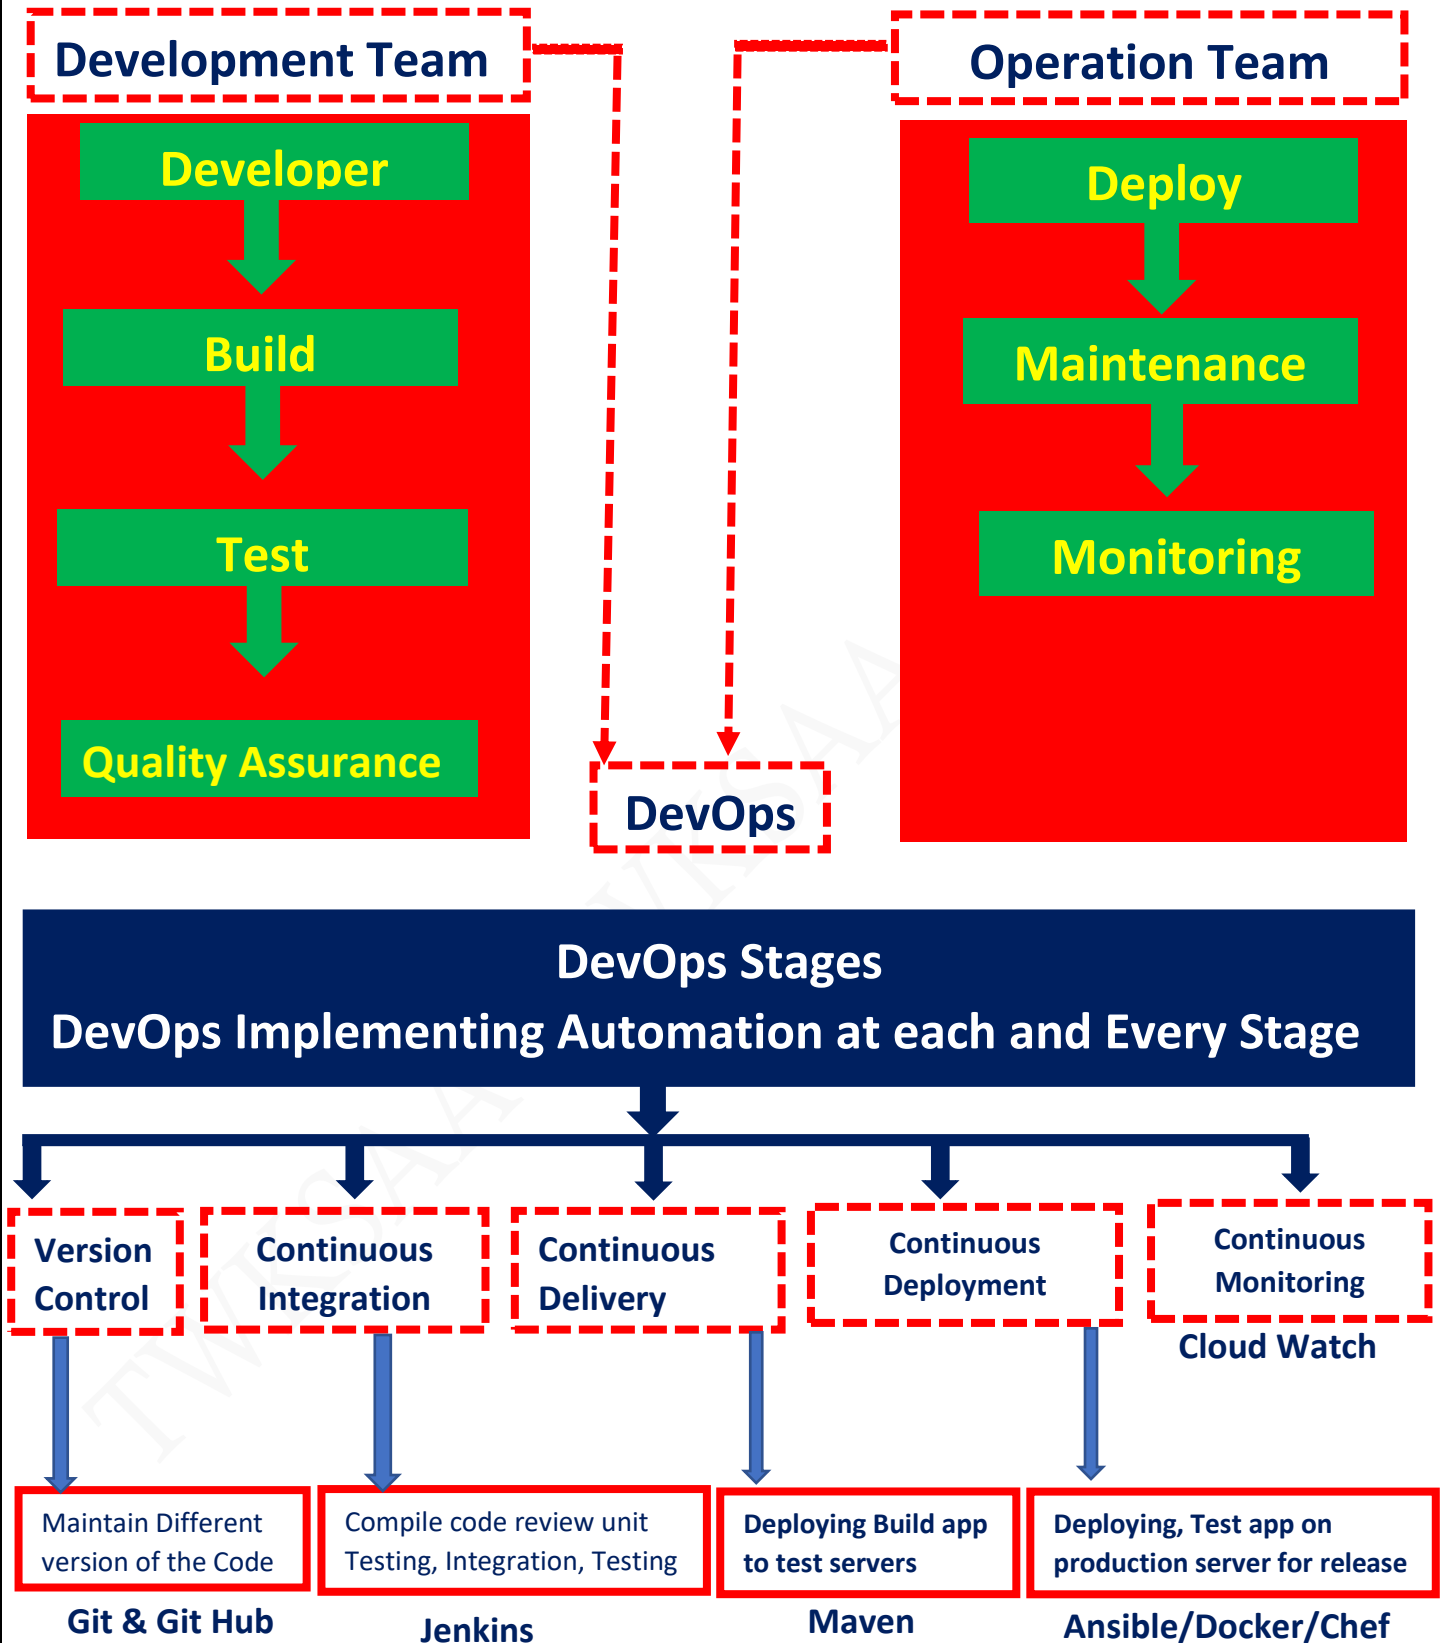 Development Team
Operation Team
Developer
Build
Test
Quality Assurance
Deploy
Maintenance
Monitoring
DevOps
DevOps Stages
DevOps Implementing Automation at each and Every Stage
Version
Control
Continuous
Integration
Continuous
Delivery
Continuous
Deployment
Continuous
Monitoring
Cloud Watch
Maintain Different
version of the Code
Compile code review unit
Testing, Integration, Testing
Deploying Build app
to test servers
Deploying, Test app on
production server for release
Git & Git Hub
Jenkins
Maven
Ansible/Docker/Chef